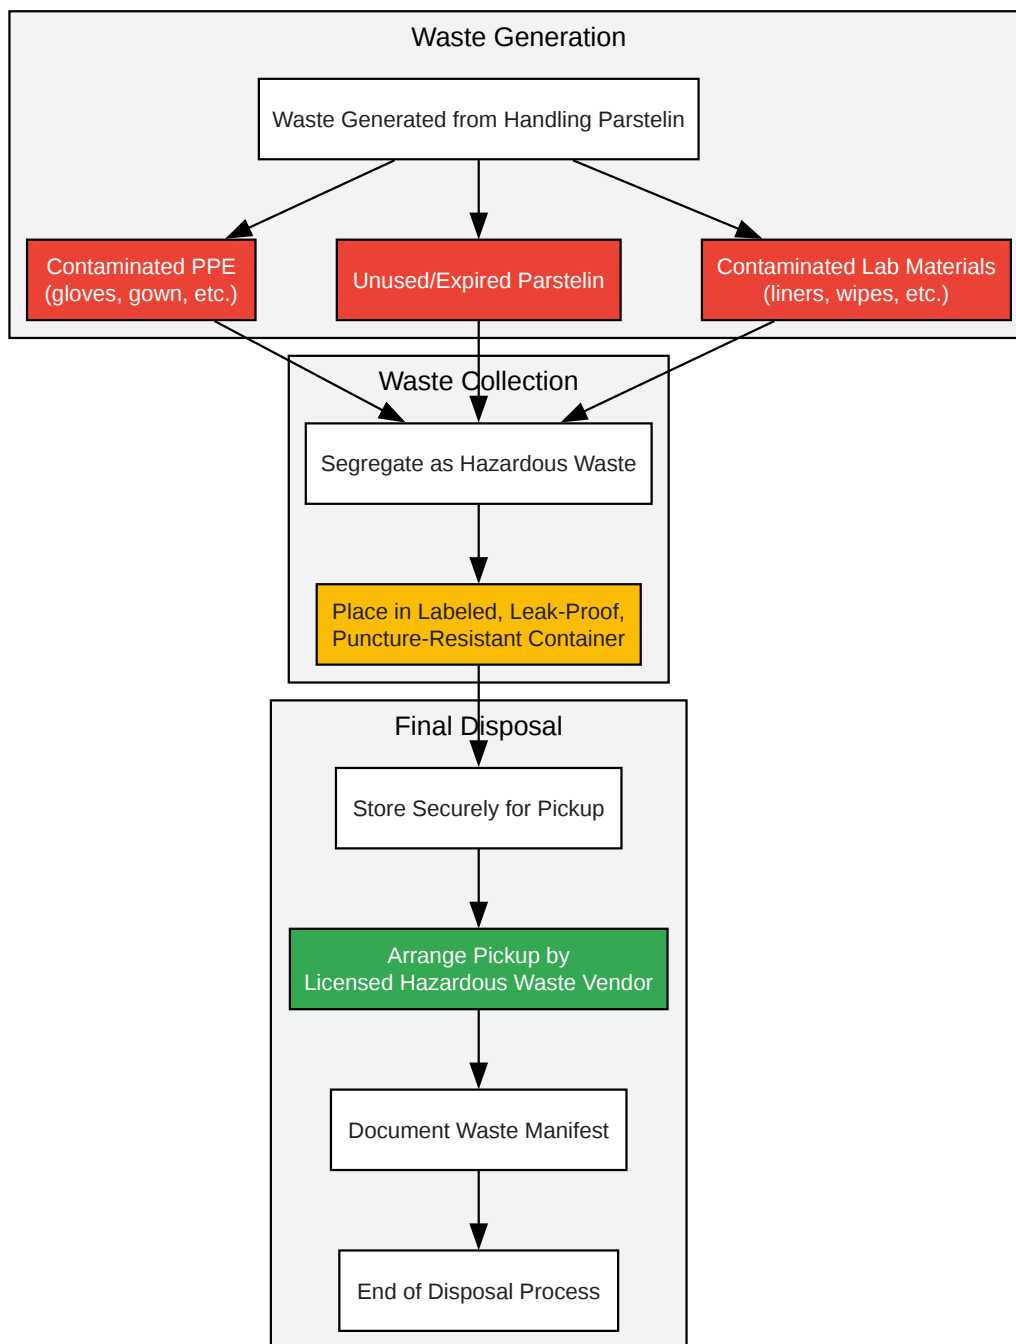 Waste Generation
Waste Generated from Handling Parstelin
Contaminated PPE
(gloves, gown, etc.)
Unused/Expired Parstelin
Contaminated Lab Materials
(liners, wipes, etc.)
Waste Collection
Segregate as Hazardous Waste
Place in Labeled, Leak-Proof,
Puncture-Resistant Container
Final Disposal
Store Securely for Pickup
Arrange Pickup by
Licensed Hazardous Waste Vendor
Document Waste Manifest
End of Disposal Process